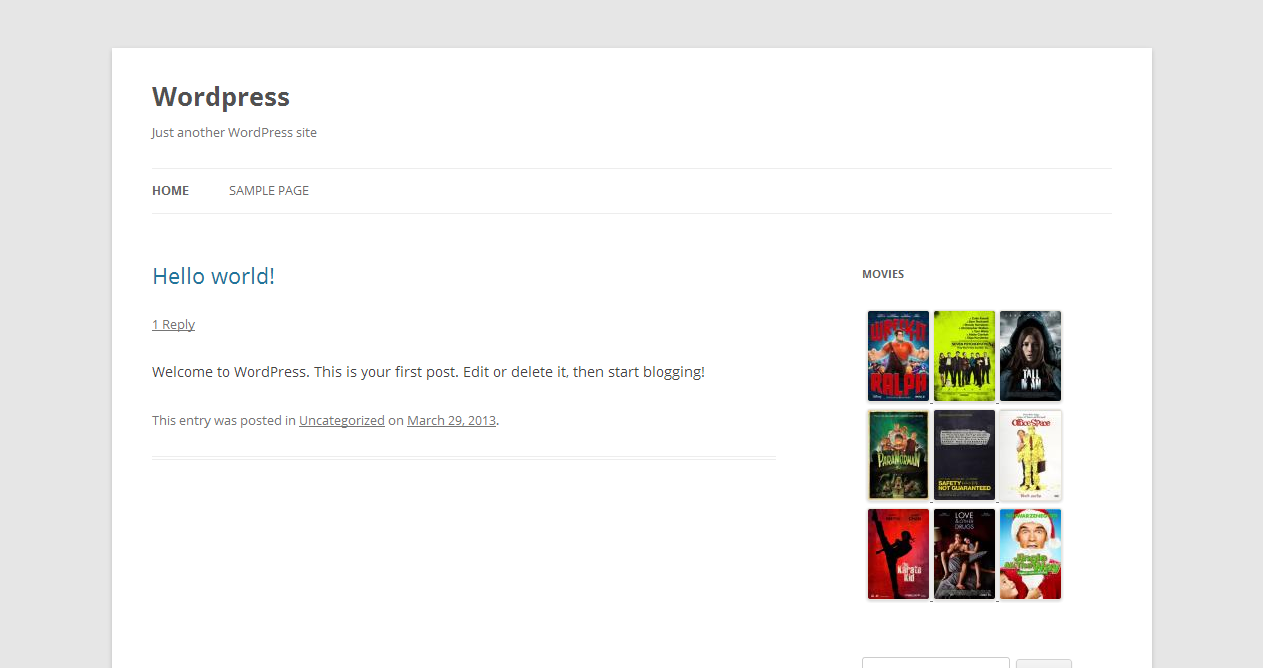 Wordpress
Just another WordPress site
HOME SAMPLE PAGE
Hello world!
1 Reply
Welcome to WordPress. This is your first post. Edit or delete it, then start blogging!
This entry was posted in Uncategorized on March 29, 2013.
MOVIES
WRECK-IT
RALPH
SEVEN PSYCHOPATHS
TALL
MAN
PARANORMAN
SAFETY
NOT GUARANTEED
Office Space
The Karate
Kid
LOVE
& OTHER
DRUGS
SCHWARZENEGGER
Jingle
All The Way